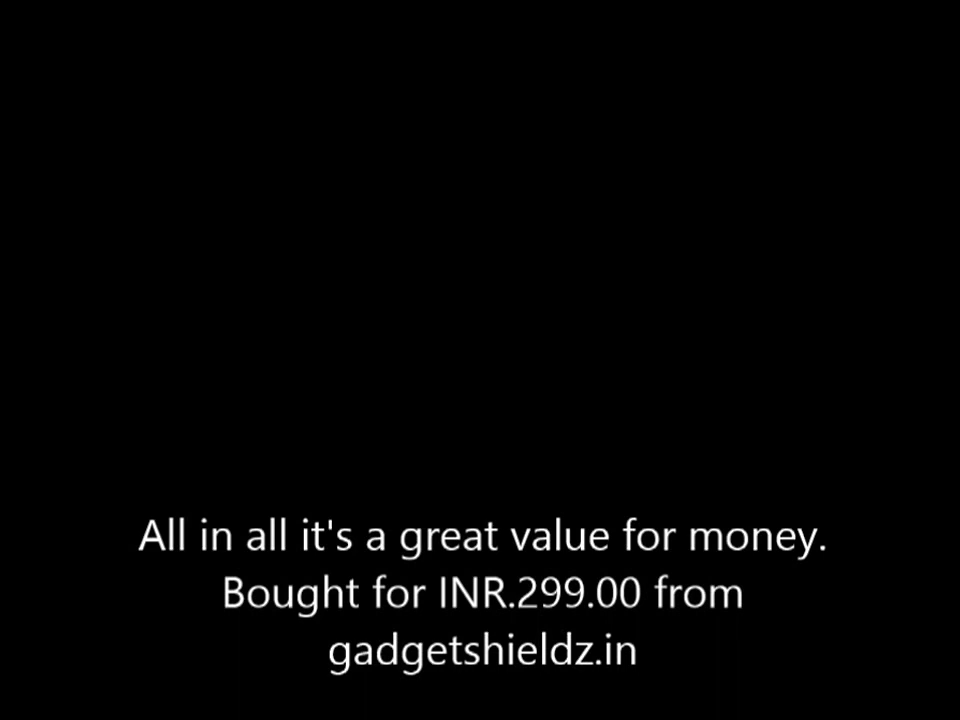 All in all it's a great value for money.
Bought for INR.299.00 from
gadgetshieldz.in